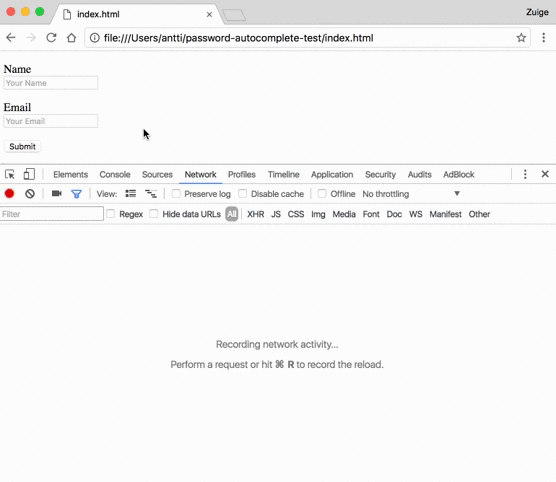 index.html
Zuige
file:///Users/antti/password-autocomplete-test/index.html
Name
Your Name
Email
Your Email
Submit
Elements Console Sources Network Profiles Timeline Application Security Audits AdBlock
View: Preserve log Disable cache Offline No throttling
Filter Regex Hide data URLs All XHR JS CSS Img Media Font Doc WS Manifest Other
Recording network activity...
Perform a request or hit ⌘ R to record the reload.